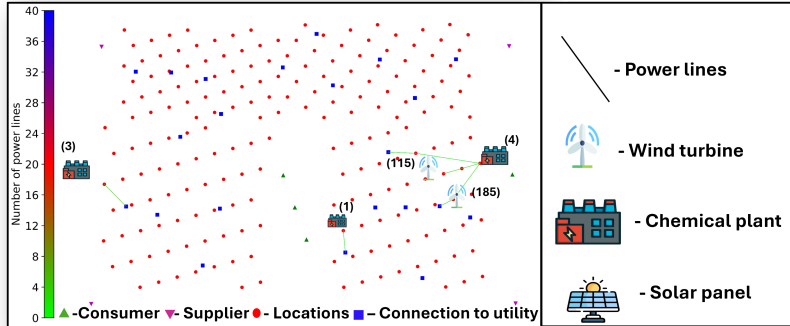 40
36
32
28
24
20
16
12
8
4
0
Number of power lines
(3)
(1)
(115)
(4)
(185)
-Consumer -Supplier - Locations – Connection to utility
- Power lines
- Wind turbine
- Chemical plant
- Solar panel